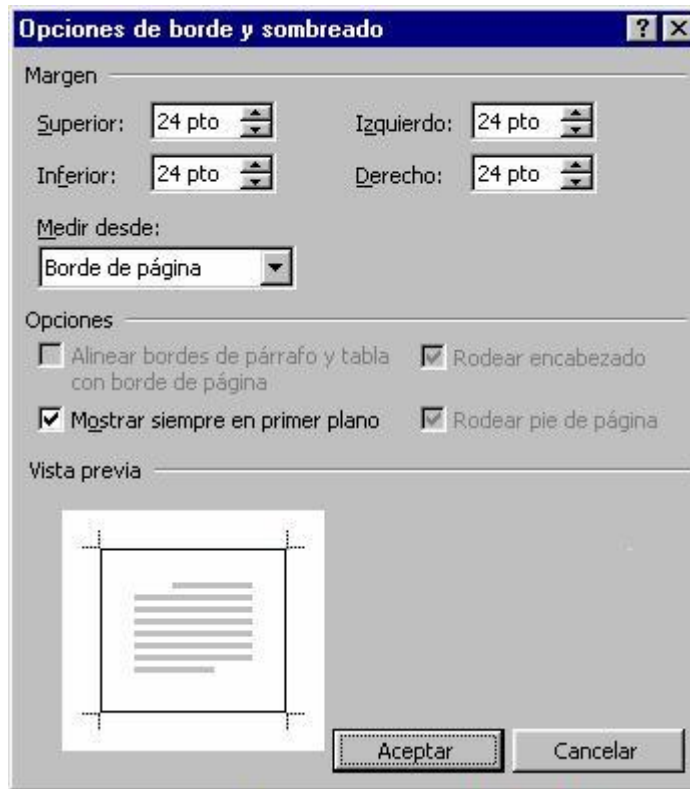 Opciones de borde y sombreado
Margen
Superior: 24 pto Izquierdo: 24 pto
Inferior: 24 pto Derecho: 24 pto
Medir desde:
Borde de página
Opciones
Alinear bordes de párrafo y tabla
con borde de página
Rodear encabezado
Mostrar siempre en primer plano Rodear pie de página
Vista previa
Aceptar Cancelar